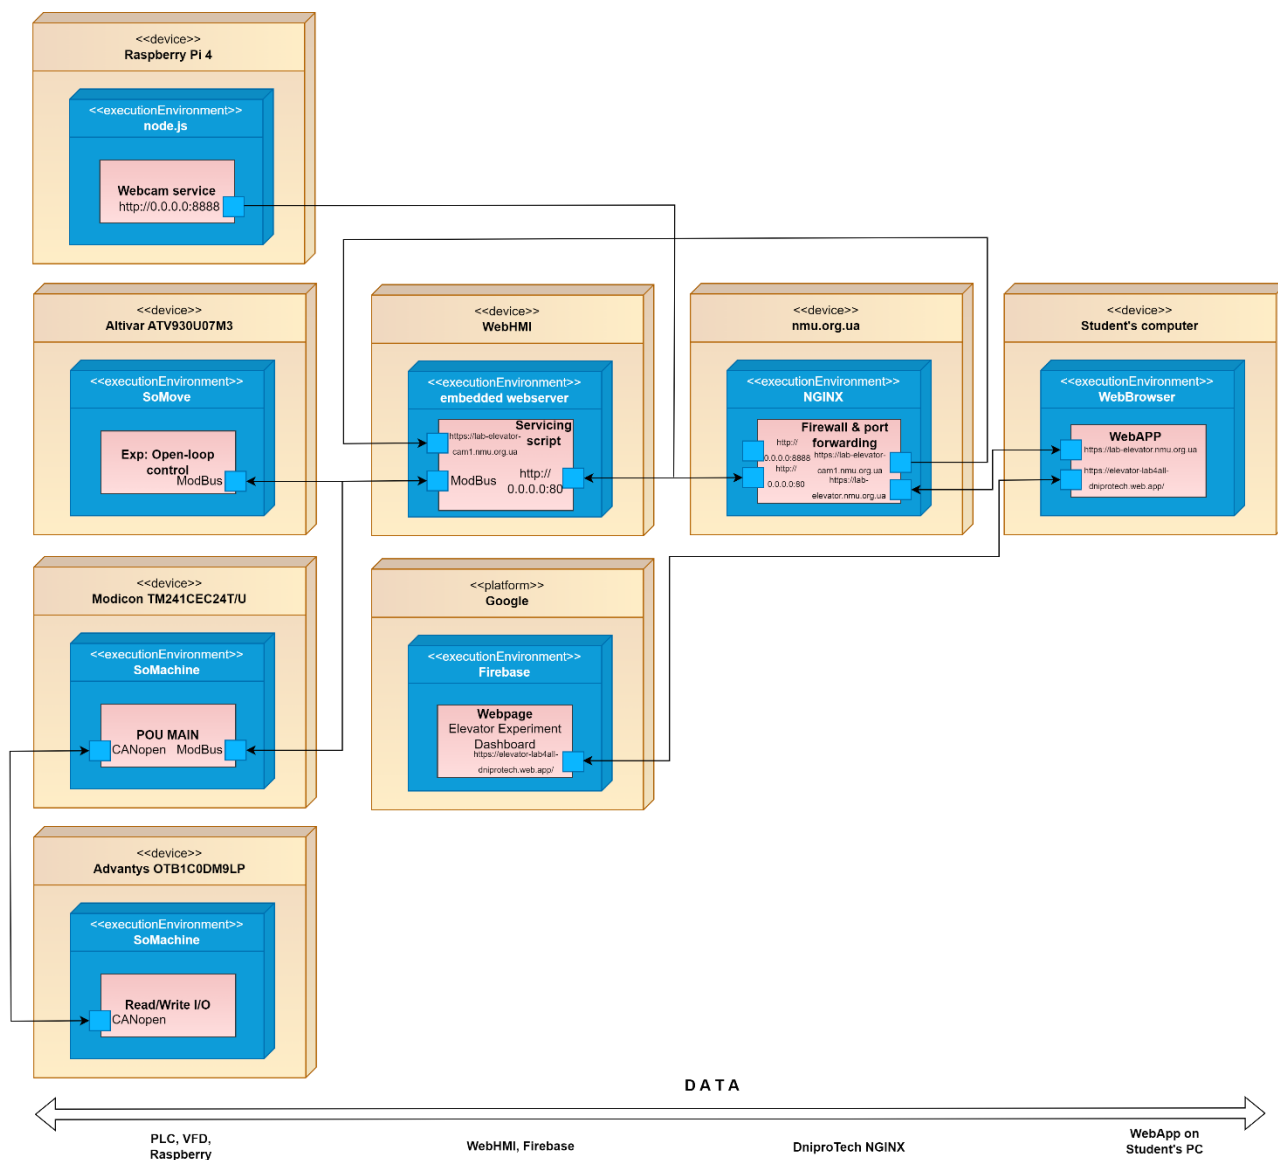 <<device>>
Raspberry Pi 4
<<executionEnvironment>>
node.js
Webcam service
http://0.0.0.0:8888
<<device>>
Altivar ATV930U07M3
<<executionEnvironment>>
SoMove
Exp: Open-loop
control
ModBus
<<device>>
WebHMI
<<executionEnvironment>>
embedded webserver
Servicing
script
https://lab-elevator-
cam1.nmu.org.ua
ModBus
http://
0.0.0.0:80
<<device>>
nmu.org.ua
<<executionEnvironment>>
NGINX
Firewall & port
forwarding
http://
0.0.0.0:8888
http://
0.0.0.0:80
https://lab-elevator-
cam1.nmu.org.ua
https://lab-
elevator.nmu.org.ua
<<device>>
Student's computer
<<executionEnvironment>>
WebBrowser
WebAPP
https://lab-elevator.nmu.org.ua
https://elevator-lab4all-
dniprotech.web.app/
<<device>>
Modicon TM241CEC24T/U
<<executionEnvironment>>
SoMachine
POU MAIN
CANopen ModBus
<<platform>>
Google
<<executionEnvironment>>
Firebase
Webpage
Elevator Experiment
Dashboard
https://elevator-lab4all-
dniprotech.web.app/
<<device>>
Advantys OTB1C0DM9LP
<<executionEnvironment>>
SoMachine
Read/Write I/O
CANopen
D A T A
PLC, VFD,
Raspberry
WebHMI, Firebase
DniproTech NGINX
WebApp on
Student's PC